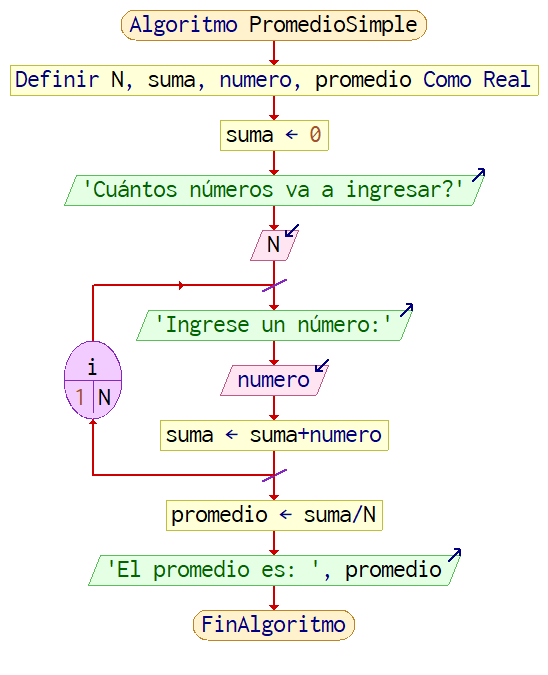 Algoritmo PromedioSimple
Definir N, suma, numero, promedio Como Real
suma ← 0
'Cuántos números va a ingresar?'
N
'Ingrese un número:'
i
1 N
numero
suma ← suma+numero
promedio ← suma/N
'El promedio es: ', promedio
FinAlgoritmo